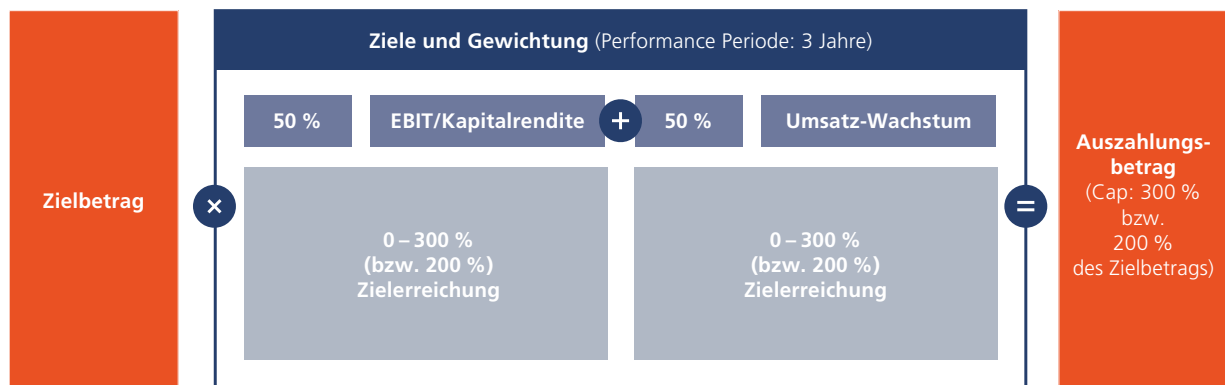 Ziele und Gewichtung (Performance Periode: 3 Jahre)
50 %
EBIT/Kapitalrendite
+
50 %
Umsatz-Wachstum
Zielbetrag
×
0 – 300 %
(bzw. 200 %)
Zielerreichung
0 – 300 %
(bzw. 200 %)
Zielerreichung
=
Auszahlungs-
betrag
(Cap: 300 %
bzw.
200 %
des Zielbetrags)